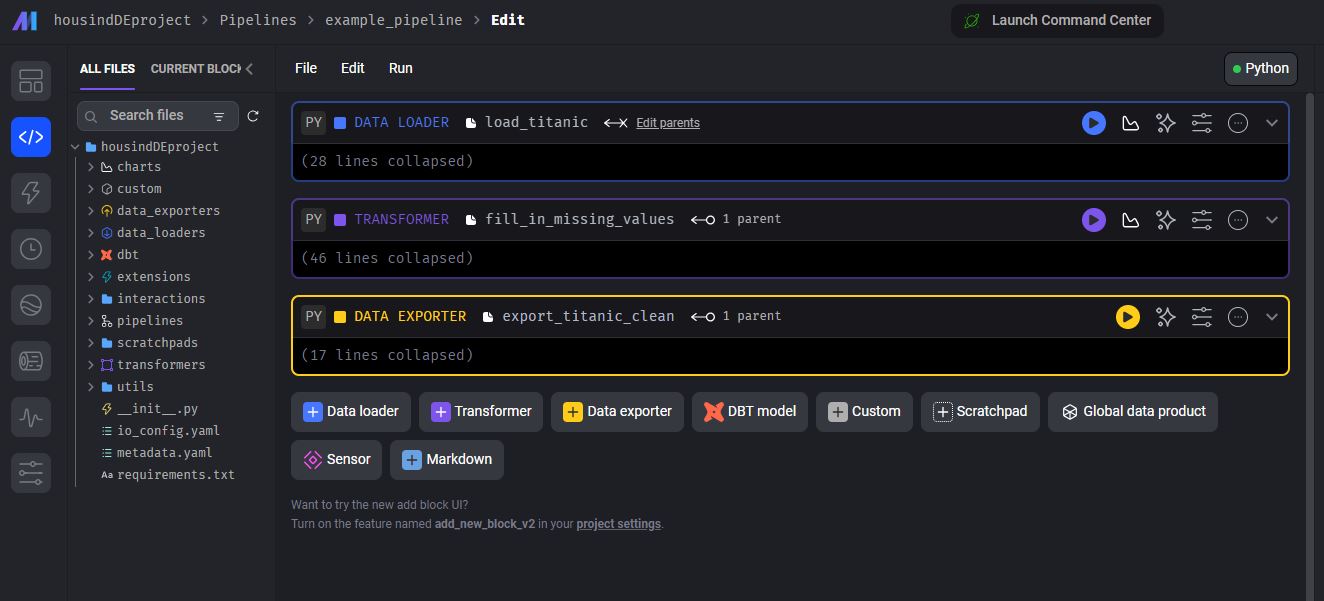 housindDEproject > Pipelines > example_pipeline > Edit
Launch Command Center
ALL FILES CURRENT BLOCK
File Edit Run
Python
Search files
housindDEproject
charts
custom
data_exporters
data_loaders
dbt
extensions
interactions
pipelines
scratchpads
transformers
utils
__init__.py
io_config.yaml
metadata.yaml
Aa requirements.txt
PY DATA LOADER load_titanic Edit parents
(28 lines collapsed)
PY TRANSFORMER fill_in_missing_values 1 parent
(46 lines collapsed)
PY DATA EXPORTER export_titanic_clean 1 parent
(17 lines collapsed)
Data loader Transformer Data exporter DBT model Custom Scratchpad Global data product
Sensor Markdown
Want to try the new add block UI?
Turn on the feature named add_new_block_v2 in your project settings.